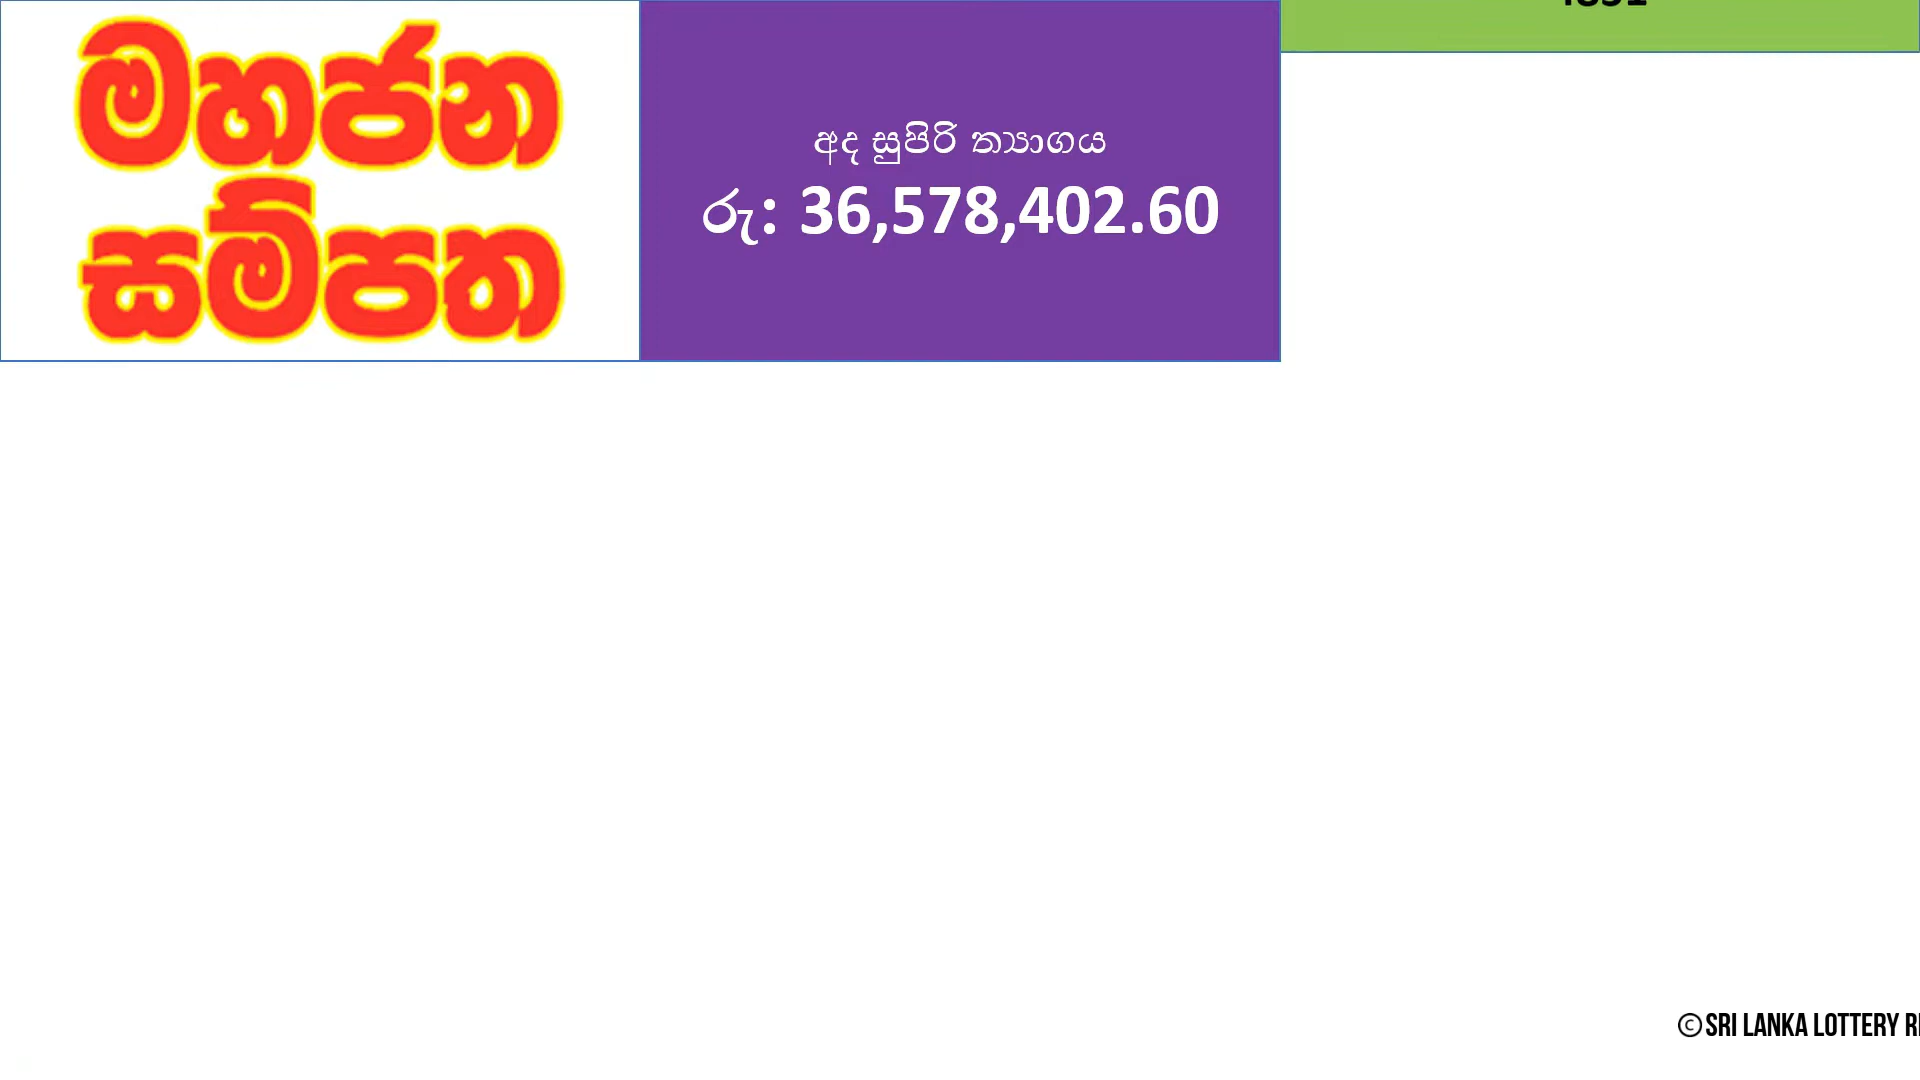 මහජන
සම්පත
අද සුපිරි ත්‍යාගය
රු: 36,578,402.60
© SRI LANKA LOTTERY